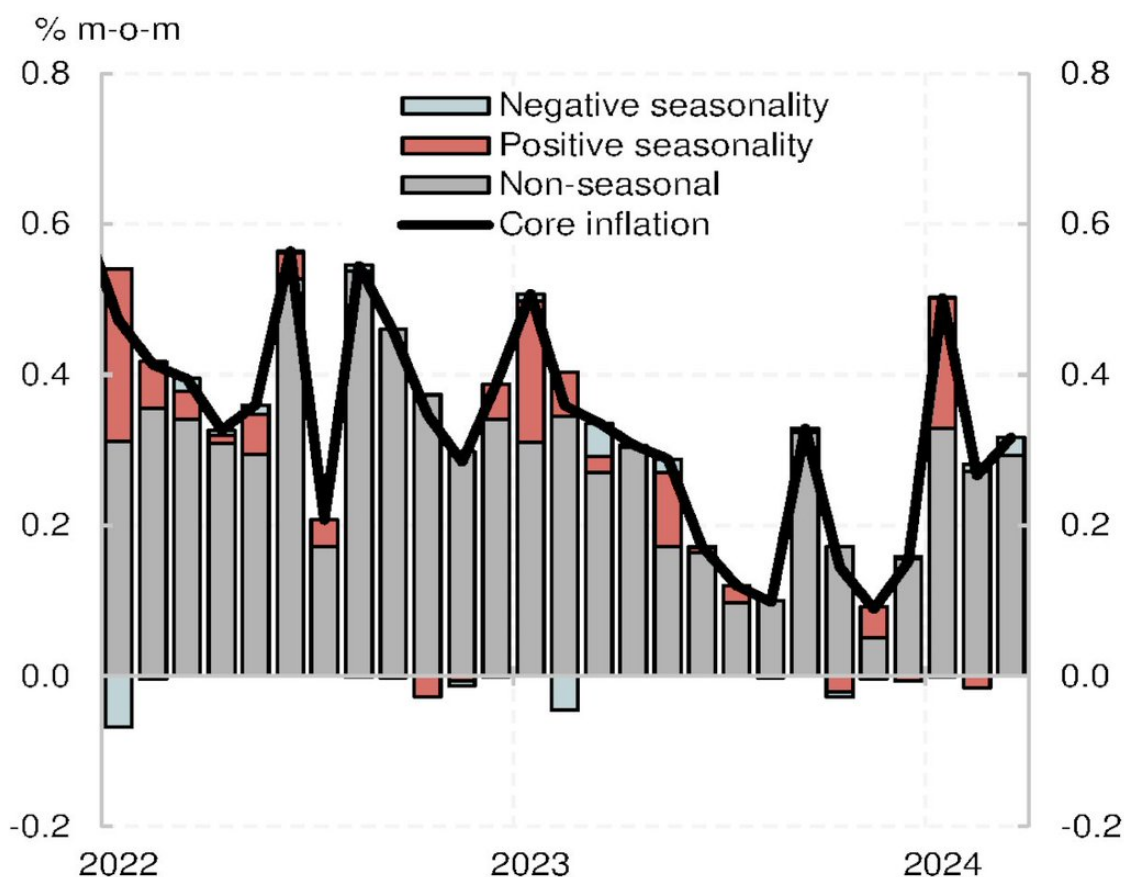 % m-o-m
0.8 0.8
Negative seasonality
Positive seasonality
Non-seasonal
0.6 Core inflation 0.6
0.4 0.4
0.2 0.2
0.0 0.0
-0.2 -0.2
2022 2023 2024